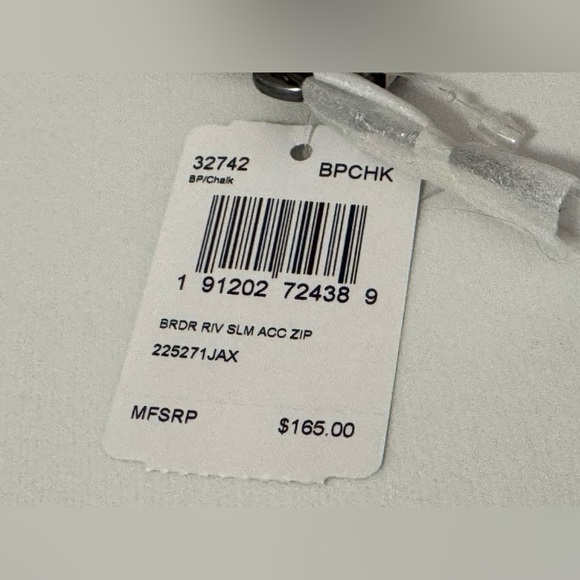 32742 BPCHK
BP/Chalk
1 91202 72438 9
BRDR RIV SLM ACC ZIP
225271JAX
MFSRP $165.00